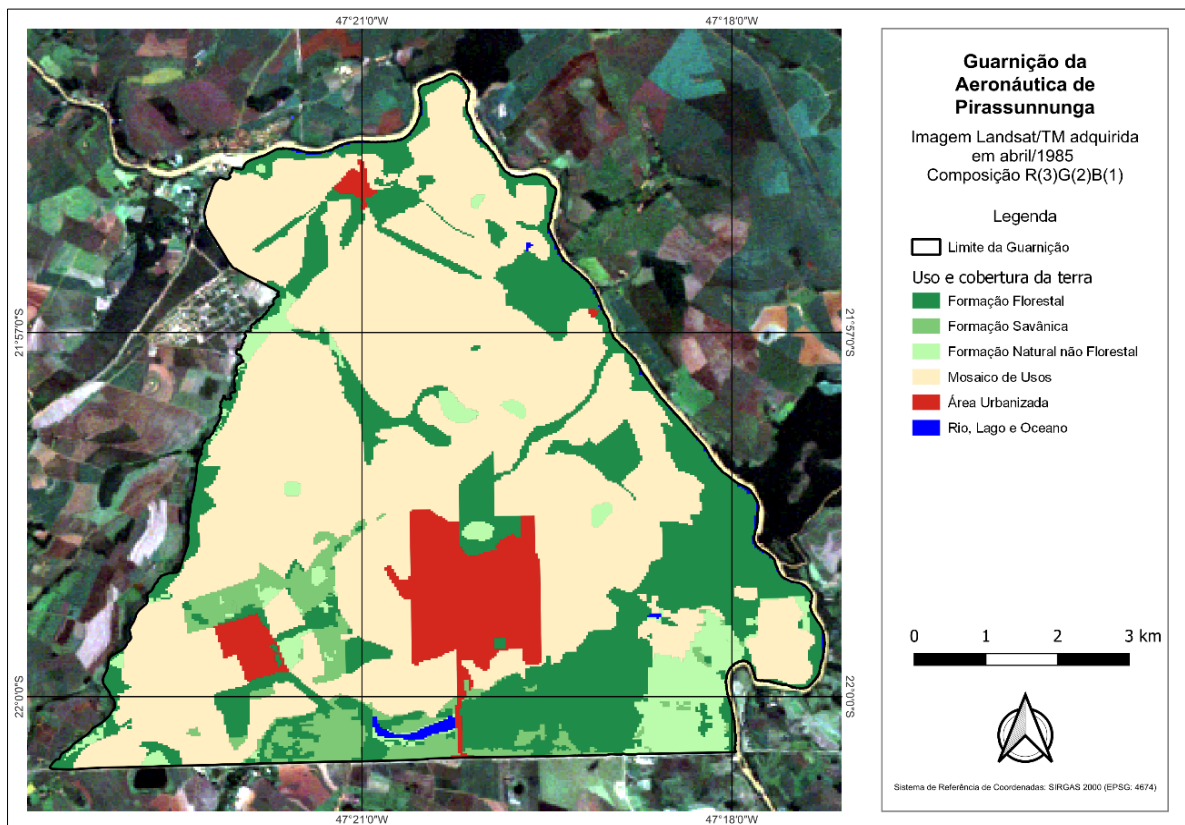 47°21'0"W
47°18'0"W
21°57'0"S
21°57'0"S
22°0'0"S
22°0'0"S
47°21'0"W
47°18'0"W
Guarnição da
Aeronáutica de
Pirassunnunga
Imagem Landsat/TM adquirida
em abril/1985
Composição R(3)G(2)B(1)
Legenda
Limite da Guarnição
Uso e cobertura da terra
Formação Florestal
Formação Savânica
Formação Natural não Florestal
Mosaico de Usos
Área Urbanizada
Rio, Lago e Oceano
0 1 2 3 km
Sistema de Referência de Coordenadas: SIRGAS 2000 (EPSG: 4674)